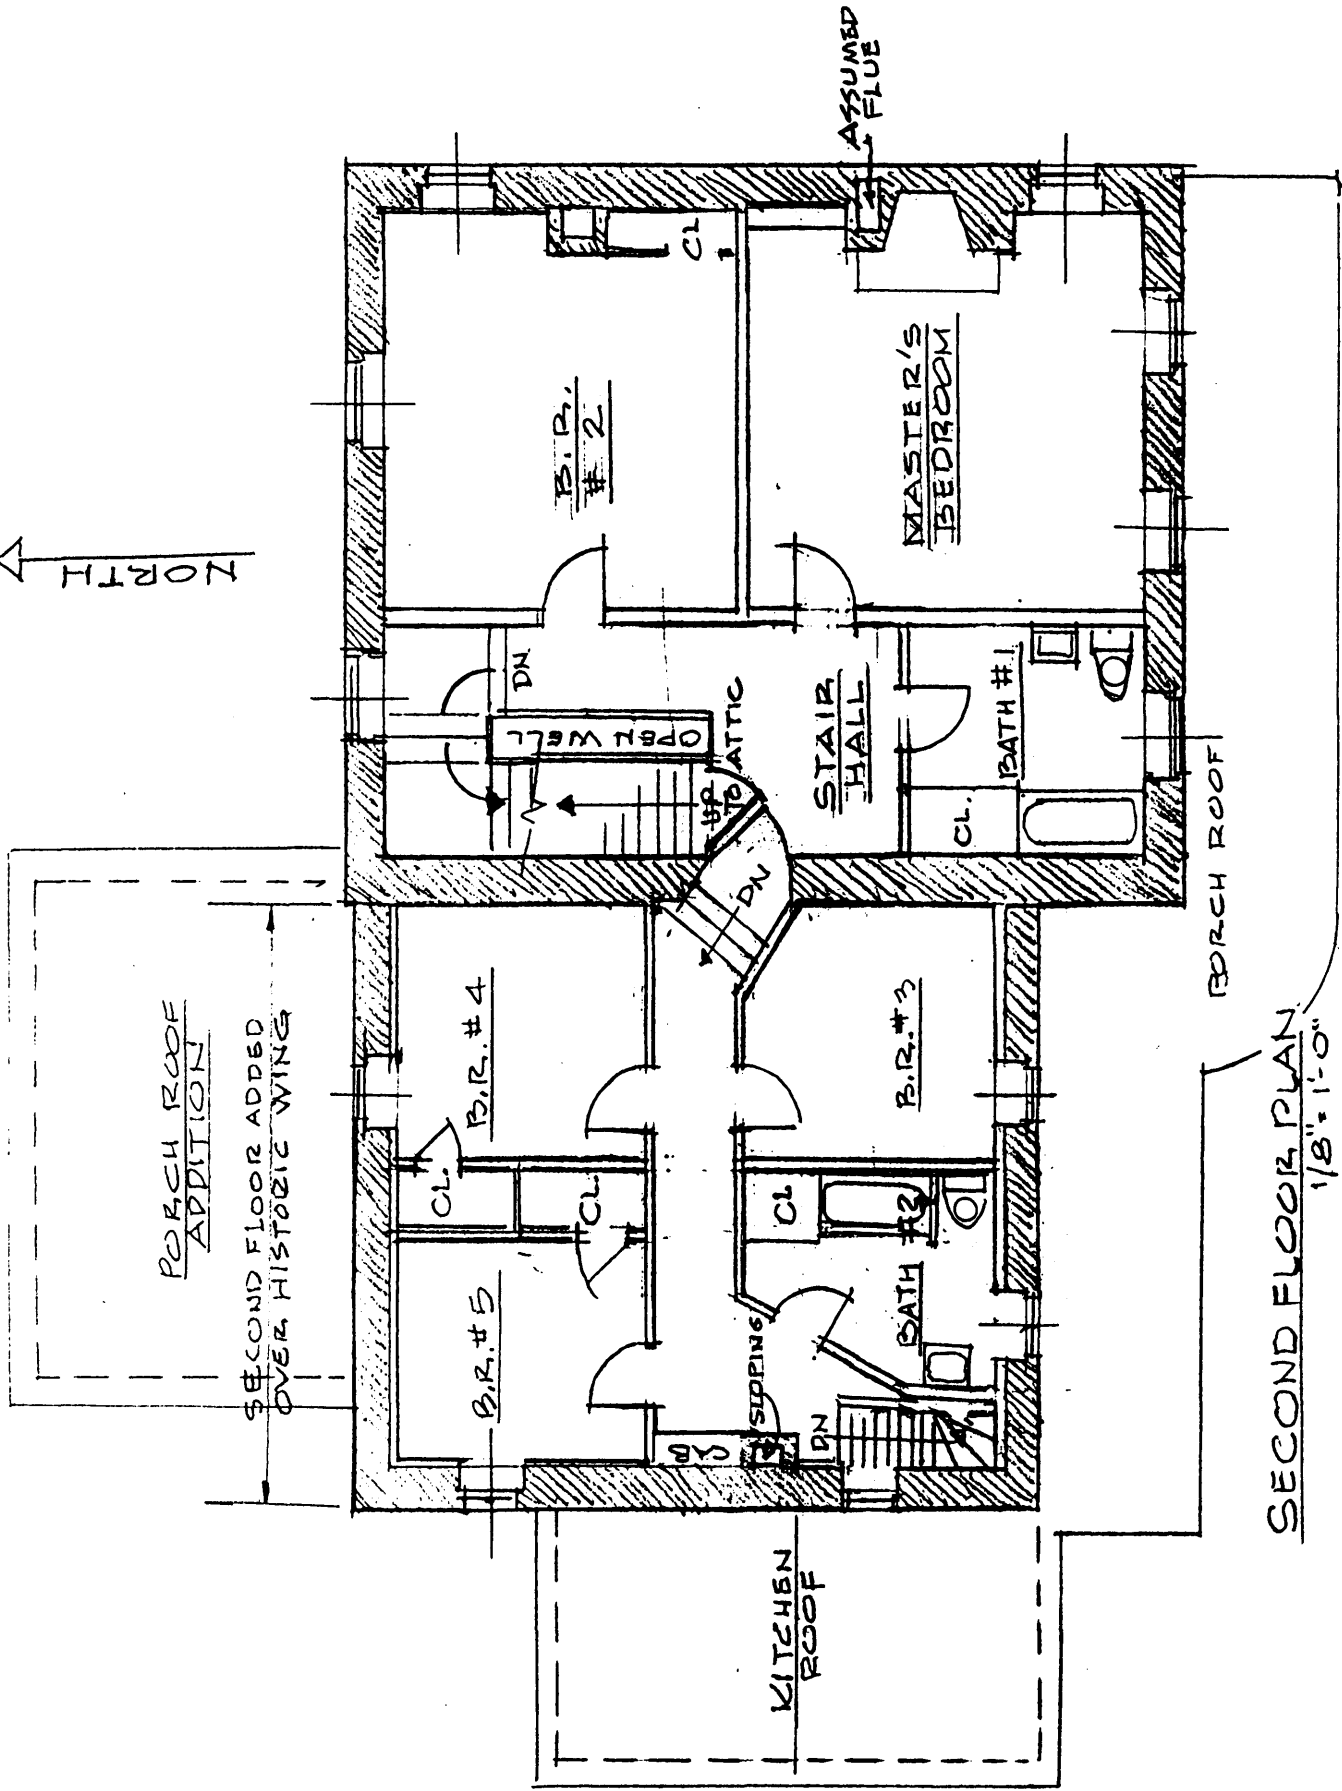 NORTH
PORCH ROOF
ADDITION
SECOND FLOOR ADDED
OVER HISTORIC WING
B.R.
# 2
CL
ASSUMED
FLUE
MASTER'S
BEDROOM
DN
OPEN WELL
UP
TO ATTIC
STAIR
HALL
BATH #1
CL.
DN
B.R. #4
CL.
CL.
B.R. #5
B.R. #3
CL
BATH #2
SLOPING
DN
KITCHEN
ROOF
PORCH ROOF
SECOND FLOOR PLAN
1/8" = 1'-0"